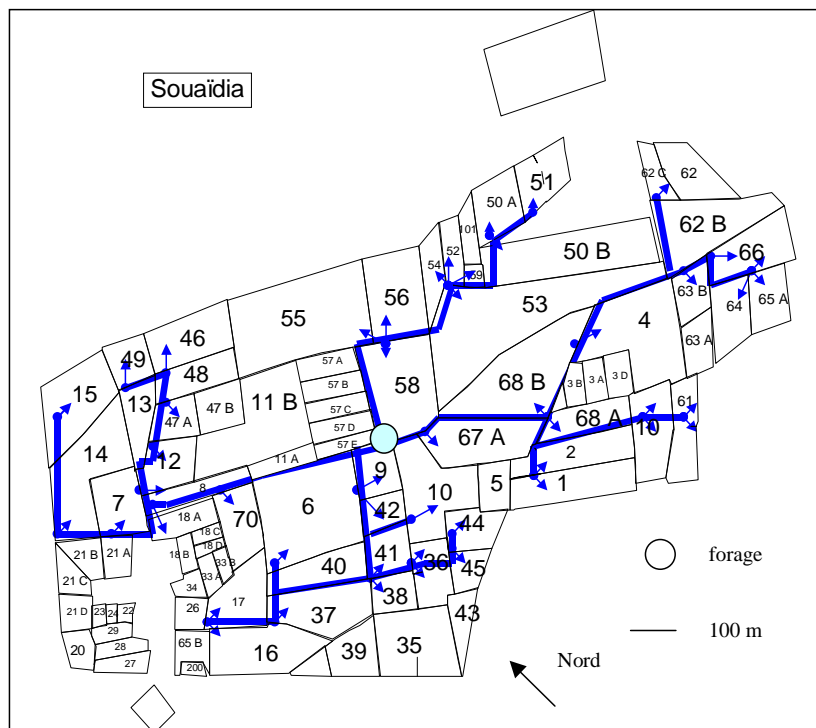 Souaïdia
51
50 A
62 C
62
101
52
54
59
50 B
62 B
66
56
55
53
63 B
64
65 A
46
49
48
4
63 A
57 A
57 B
57 C
57 D
57 E
58
68 B
3 B
3 A
3 D
15
13
47 A
47 B
11 B
61
68 A
10
67 A
14
12
11 A
9
2
7
8
6
10
5
1
42
18 A
70
44
18 C
18 D
18 B
33 B
33 A
21 B
21 A
41
36
40
45
21 C
34
38
43
17
37
21 D
23
24
22
26
29
20
28
27
65 B
200
16
39
35
forage
100 m
Nord